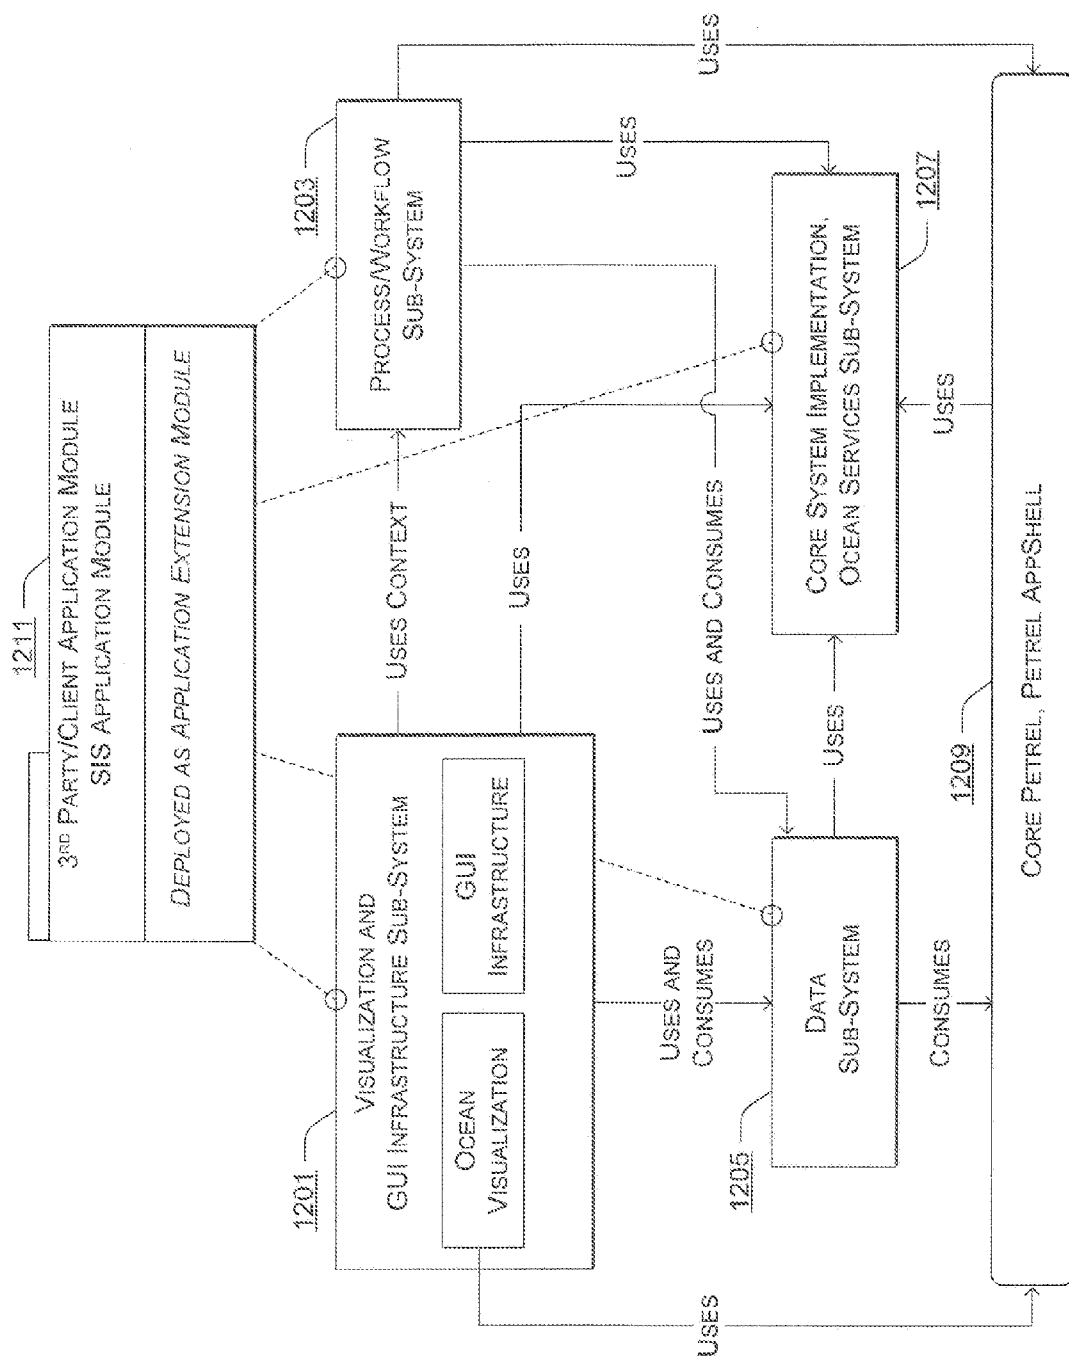 1211
3RD PARTY/CLIENT APPLICATION MODULE
SIS APPLICATION MODULE
DEPLOYED AS APPLICATION EXTENSION MODULE
1201
VISUALIZATION AND
GUI INFRASTRUCTURE SUB-SYSTEM
OCEAN
VISUALIZATION
GUI
INFRASTRUCTURE
USES CONTEXT
1203
PROCESS/WORKFLOW
SUB-SYSTEM
USES
USES
USES AND
CONSUMES
USES AND CONSUMES
USES
USES
1205
DATA
SUB-SYSTEM
USES
CORE SYSTEM IMPLEMENTATION,
OCEAN SERVICES SUB-SYSTEM
1207
CONSUMES
USES
1209
CORE PETREL, PETREL APPSHELL